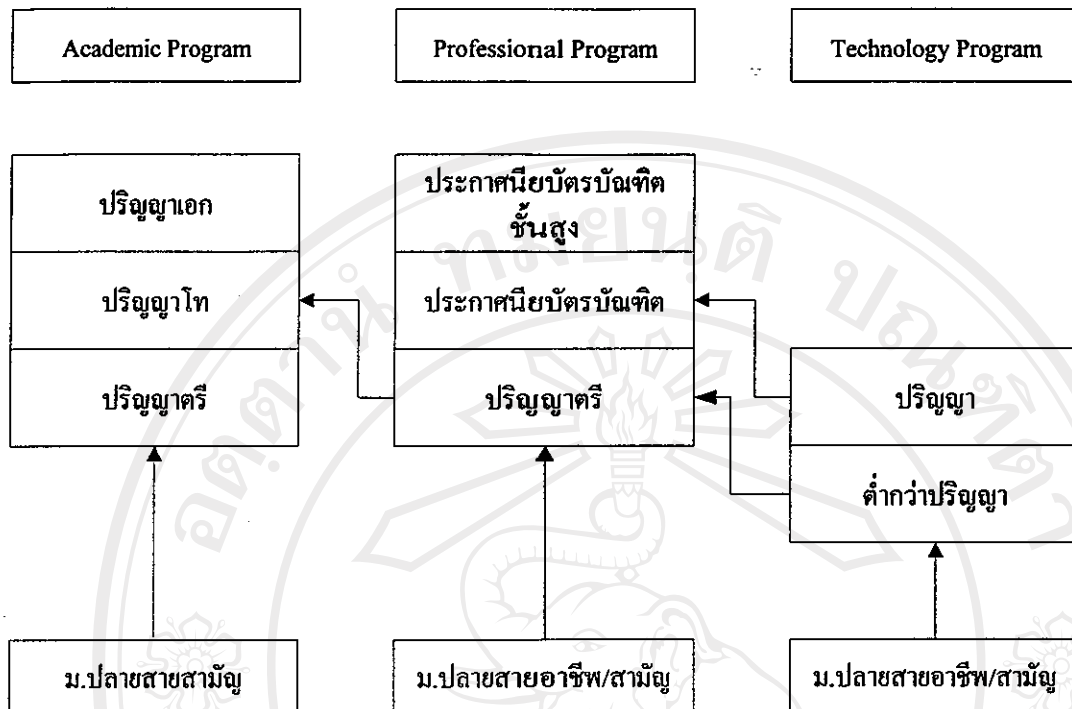 Academic Program
Professional Program
Technology Program
ปริญญาเอก
ประกาศนียบัตรบัณฑิต
ชั้นสูง
ปริญญาโท
ประกาศนียบัตรบัณฑิต
ปริญญาตรี
ปริญญาตรี
ปริญญา
ต่ำกว่าปริญญา
ม.ปลายสายสามัญ
ม.ปลายสายอาชีพ/สามัญ
ม.ปลายสายอาชีพ/สามัญ